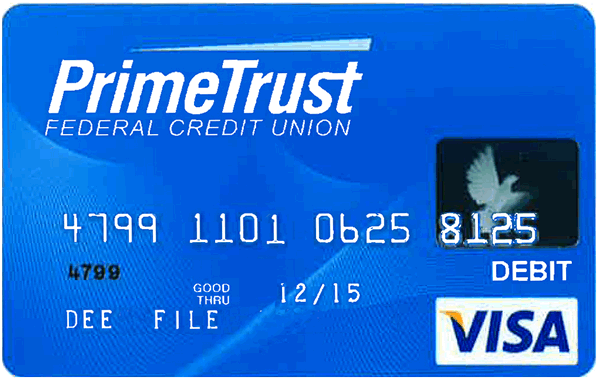 PrimeTrust
FEDERAL CREDIT UNION
4799 1101 0625 8125
4799
DEBIT
GOOD
THRU 12/15
DEE FILE
VISA